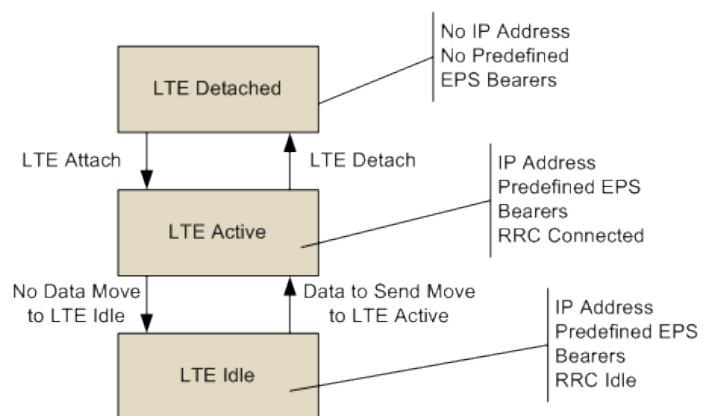 No IP Address
No Predefined
EPS Bearers
LTE Detached
LTE Attach
LTE Detach
IP Address
Predefined EPS
Bearers
RRC Connected
LTE Active
No Data Move
to LTE Idle
Data to Send Move
to LTE Active
IP Address
Predefined EPS
Bearers
RRC Idle
LTE Idle